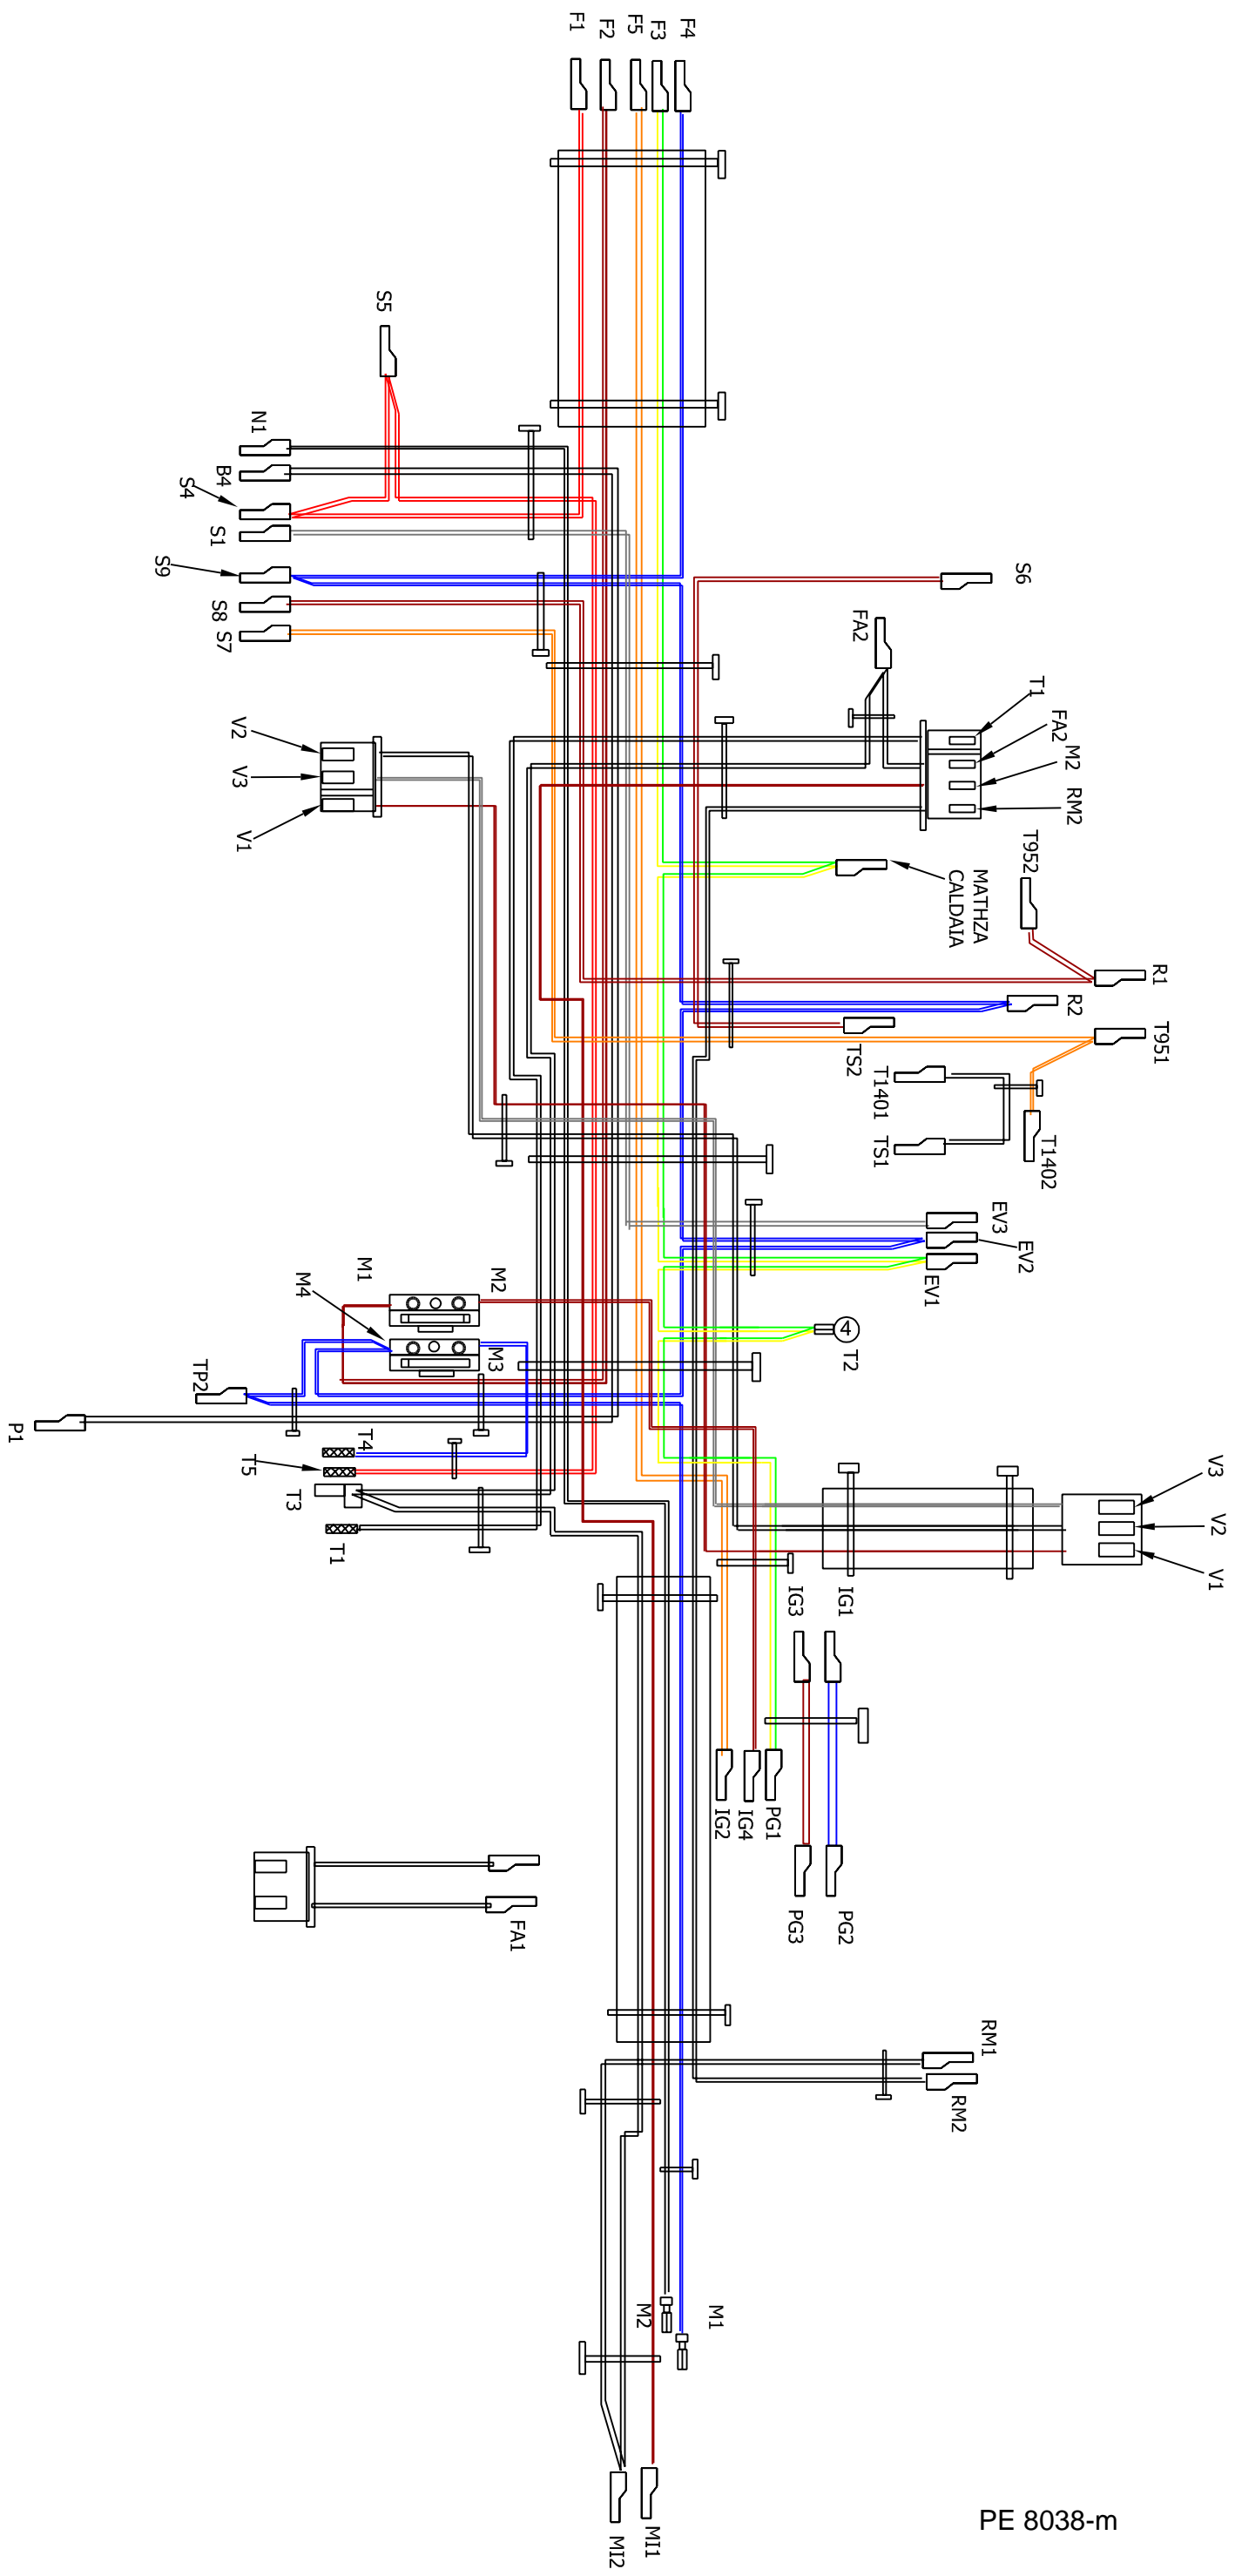 F1
F2
F5
F3
F4
S5
N1
B4
S4
S1
S9
S8
S7
S6
FA2
T1
FA2
M2
RM2
V2
V3
V1
MATHZA
CALDAIA
T952
R1
R2
T951
TS2
T1401
TS1
T1402
EV3
EV2
EV1
M1
M2
M4
M3
4
T2
TP2
P1
T4
T5
T3
T1
V3
V2
V1
IG3
IG1
IG2
IG4
PG1
PG3
PG2
FA1
RM1
RM2
M2
M1
MI2
MI1
PE 8038-m